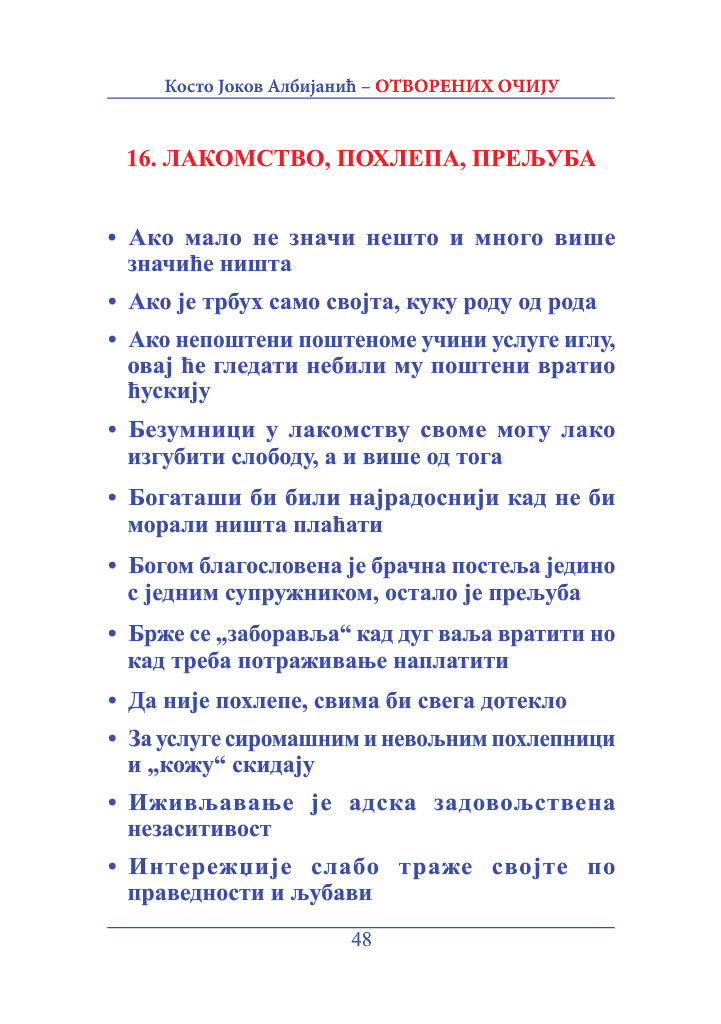 Косто Јоков Албијанић – ОТВОРЕНИХ ОЧИЈУ
16. ЛАКОМСТВО, ПОХЛЕПА, ПРЕЉУБА
• Ако мало не значи нешто и много више
значиће ништа
• Ако је трбух само својта, куку роду од рода
• Ако непоштени поштеноме учини услуге иглу,
овај ће гледати небили му поштени вратио
ћускију
• Безумници у лакомству своме могу лако
изгубити слободу, а и више од тога
• Богаташи би били најрадоснији кад не би
морали ништа плаћати
• Богом благословена је брачна постеља једино
с једним супружником, остало је прељуба
• Брже се „заборавља“ кад дуг ваља вратити но
кад треба потраживање наплатити
• Да није похлепе, свима би свега дотекло
• За услуге сиромашним и невољним похлепници
и „кожу“ скидају
• Иживљавање је адска задовољствена
незаситивост
• Интережџије слабо траже својте по
праведности и љубави
48